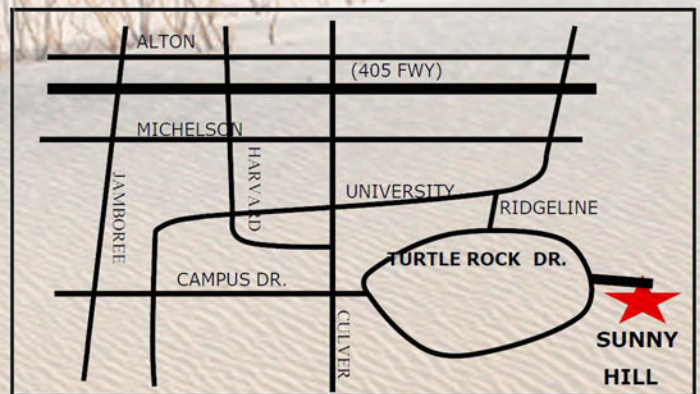 ALTON
(405 FWY)
MICHELSON
HARVARD
JAMBOREE
UNIVERSITY
RIDGELINE
TURTLE ROCK DR.
CAMPUS DR.
CULVER
SUNNY
HILL